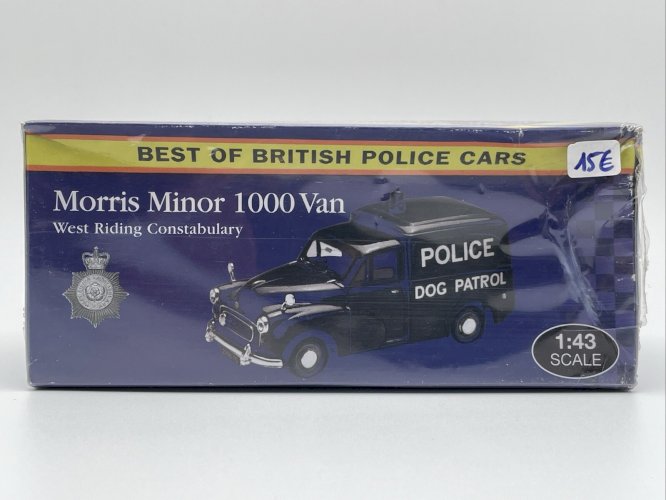 BEST OF BRITISH POLICE CARS
15€
Morris Minor 1000 Van
West Riding Constabulary
POLICE
DOG PATROL
1:43
SCALE